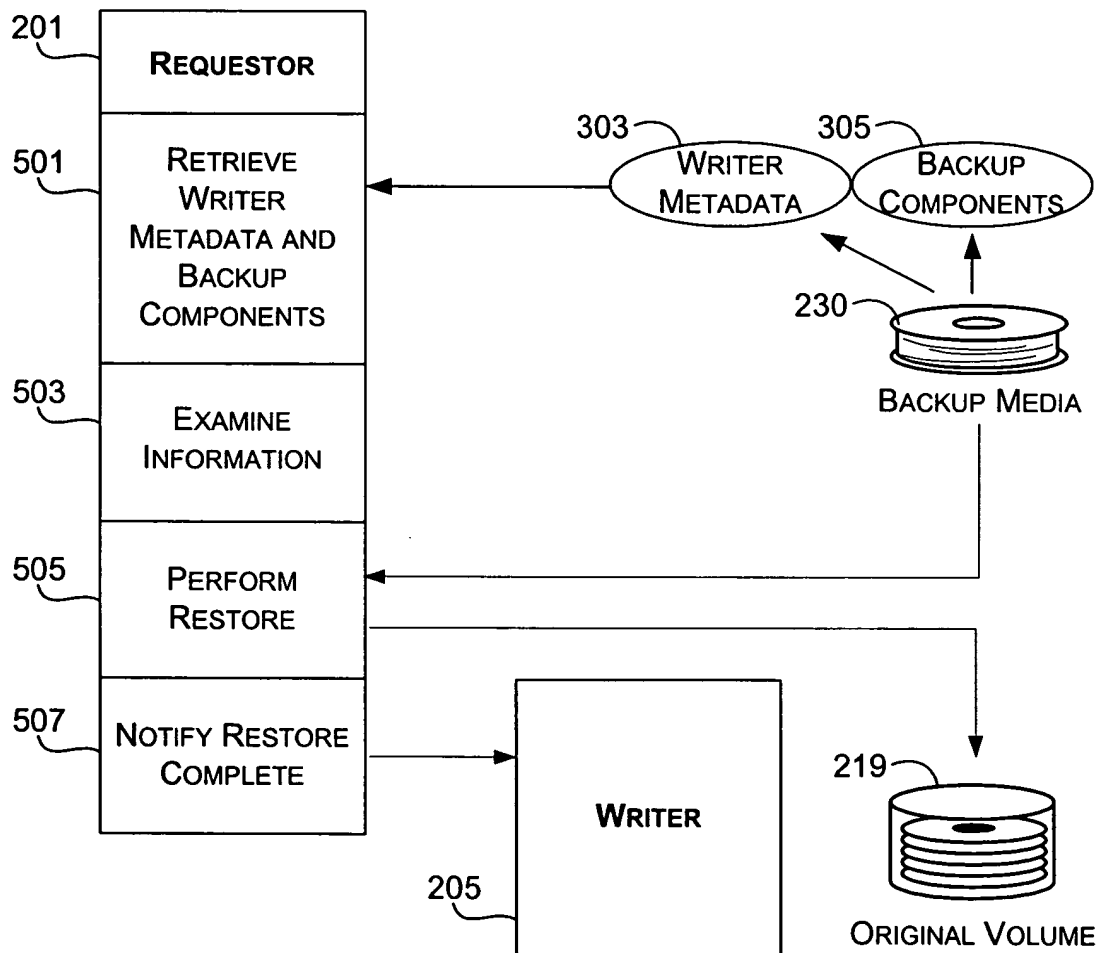 201
REQUESTOR
501
RETRIEVE
WRITER
METADATA AND
BACKUP
COMPONENTS
303
WRITER
METADATA
305
BACKUP
COMPONENTS
230
BACKUP MEDIA
503
EXAMINE
INFORMATION
505
PERFORM
RESTORE
507
NOTIFY RESTORE
COMPLETE
WRITER
205
219
ORIGINAL VOLUME